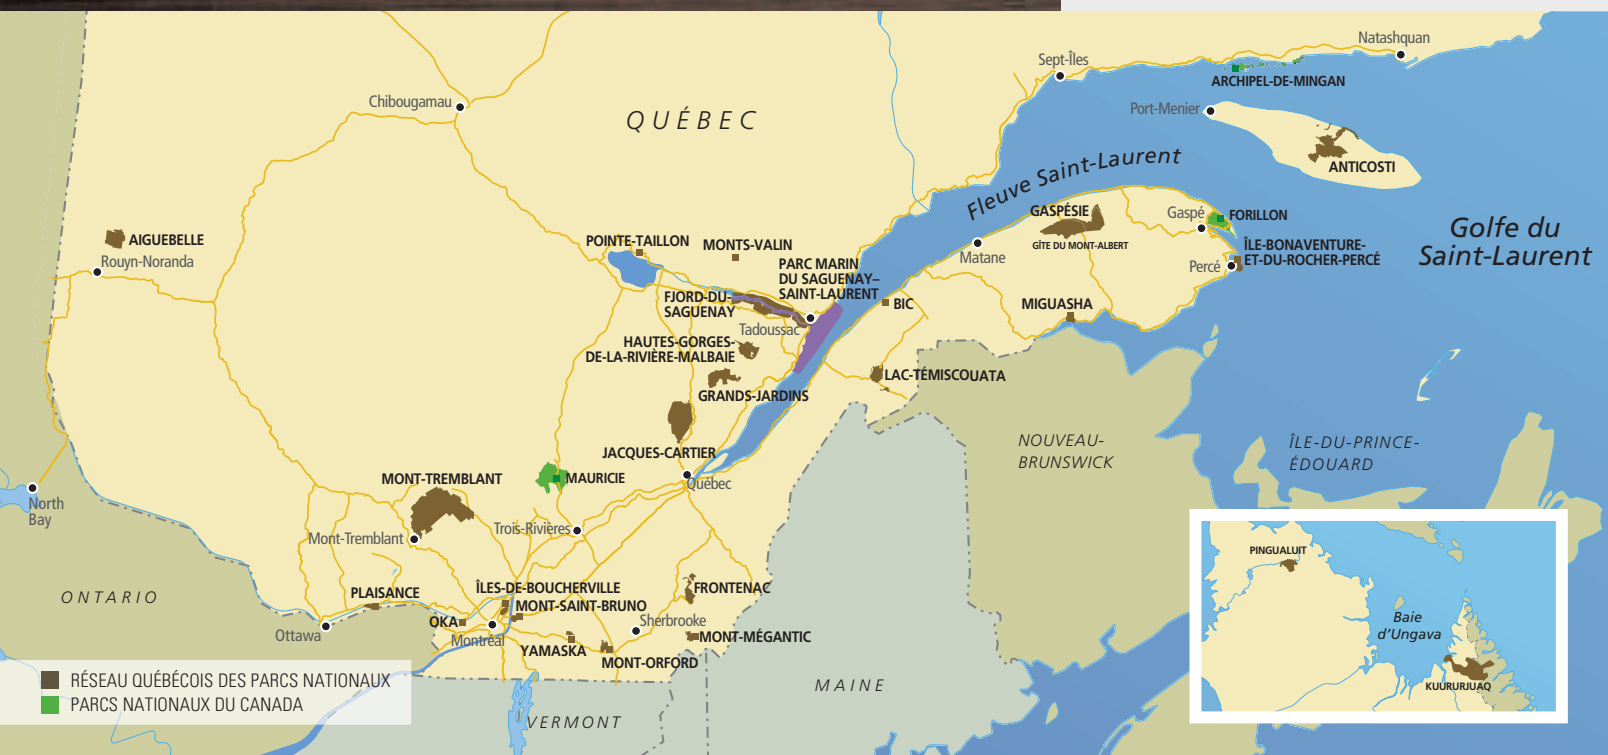 Natashquan
Sept-Îles
ARCHIPEL-DE-MINGAN
Chibougamau
Port-Menier
QUÉBEC
Fleuve Saint-Laurent
ANTICOSTI
GASPÉSIE
Gaspé
FORILLON
Golfe du
Saint-Laurent
AIGUEBELLE
POINTE-TAILLON
MONTS-VALIN
GÎTE DU MONT-ALBERT
ÎLE-BONAVENTURE-
ET-DU-ROCHER-PERCÉ
Rouyn-Noranda
Matane
Percé
PARC MARIN
DU SAGUENAY–
SAINT-LAURENT
FJORD-DU-
SAGUENAY
BIC
MIGUASHA
Tadoussac
HAUTES-GORGES-
DE-LA-RIVIÈRE-MALBAIE
LAC-TÉMISCOUATA
GRANDS-JARDINS
NOUVEAU-
BRUNSWICK
ÎLE-DU-PRINCE-
ÉDOUARD
JACQUES-CARTIER
MONT-TREMBLANT
MAURICIE
Québec
North
Bay
Trois-Rivières
Mont-Tremblant
PINGUALUIT
ONTARIO
PLAISANCE
ÎLES-DE-BOUCHERVILLE
FRONTENAC
MONT-SAINT-BRUNO
OKA
Sherbrooke
Ottawa
Montréal
MONT-MÉGANTIC
YAMASKA
MONT-ORFORD
Baie
d'Ungava
KUURURJUAQ
MAINE
VERMONT
RÉSEAU QUÉBÉCOIS DES PARCS NATIONAUX
PARCS NATIONAUX DU CANADA